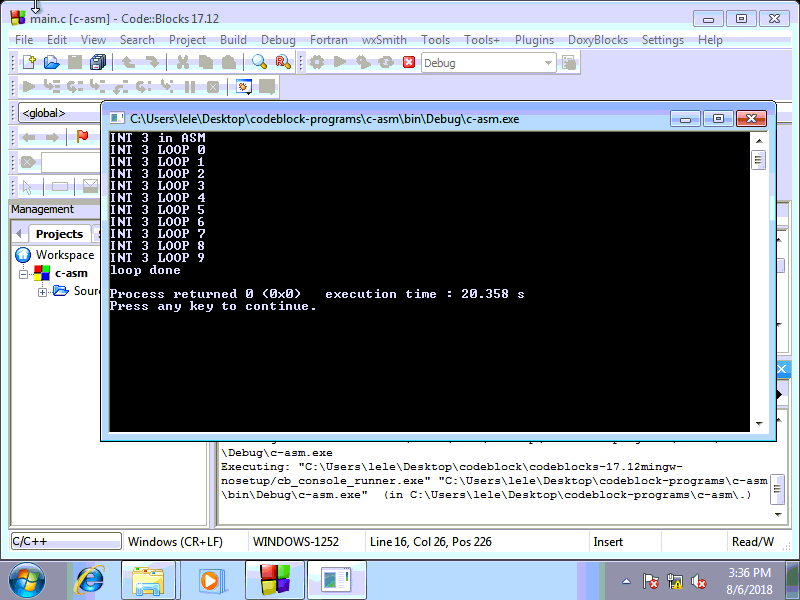 main.c [c-asm] - Code::Blocks 17.12
File Edit View Search Project Build Debug Fortran wxSmith Tools Tools+ Plugins DoxyBlocks Settings Help
Debug
<global>
C:\Users\lele\Desktop\codeblock-programs\c-asm\bin\Debug\c-asm.exe
INT 3 in ASM
INT 3 LOOP 0
INT 3 LOOP 1
INT 3 LOOP 2
INT 3 LOOP 3
INT 3 LOOP 4
INT 3 LOOP 5
INT 3 LOOP 6
INT 3 LOOP 7
INT 3 LOOP 8
INT 3 LOOP 9
loop done
Process returned 0 (0x0) execution time : 20.358 s
Press any key to continue.
Management
Projects
Workspace
c-asm
Sour
\Debug\c-asm.exe
Executing: "C:\Users\lele\Desktop\codeblock\codeblocks-17.12mingw-
nosetup/cb_console_runner.exe" "C:\Users\lele\Desktop\codeblock-programs\c-asm
\bin\Debug\c-asm.exe" (in C:\Users\lele\Desktop\codeblock-programs\c-asm\.)
C/C++ Windows (CR+LF) WINDOWS-1252 Line 16, Col 26, Pos 226 Insert Read/W
3:36 PM
8/6/2018